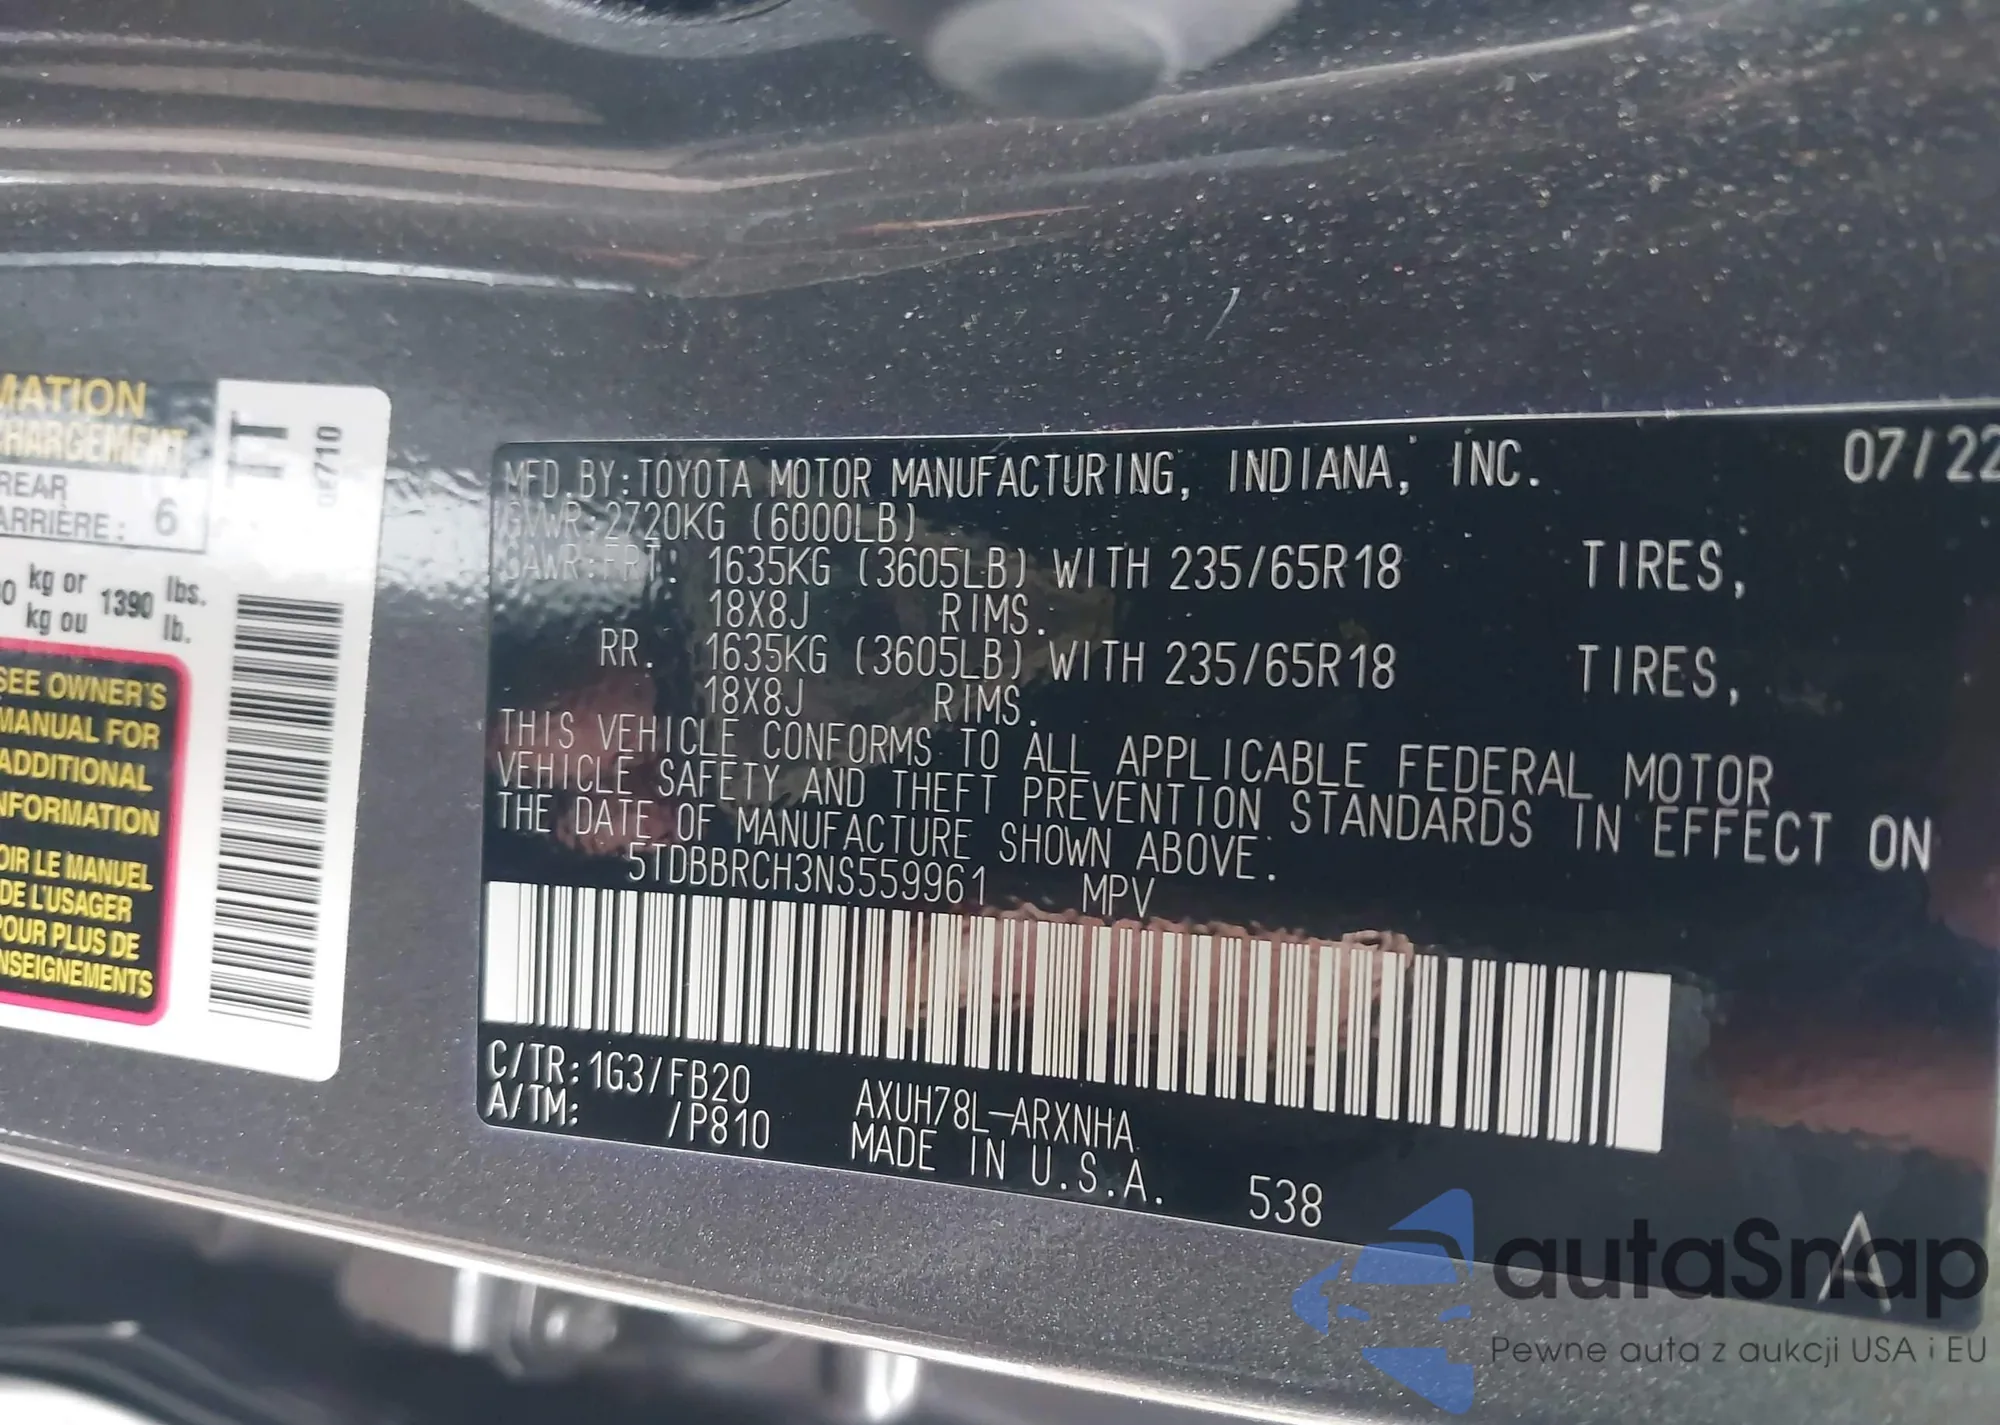 MATION
CHARGEMENT
REAR
ARRIÈRE : 6
0 kg or 1390 lbs.
kg ou lb.
SEE OWNER'S
MANUAL FOR
ADDITIONAL
NFORMATION
OIR LE MANUEL
DE L'USAGER
POUR PLUS DE
NSEIGNEMENTS
TT
MFD.BY:TOYOTA MOTOR MANUFACTURING, INDIANA, INC. 07/22
GVWR:2720KG (6000LB)
GAWR:FRT: 1635KG (3605LB) WITH 235/65R18 TIRES,
18X8J RIMS.
RR. 1635KG (3605LB) WITH 235/65R18 TIRES,
18X8J RIMS.
THIS VEHICLE CONFORMS TO ALL APPLICABLE FEDERAL MOTOR
VEHICLE SAFETY AND THEFT PREVENTION STANDARDS IN EFFECT ON
THE DATE OF MANUFACTURE SHOWN ABOVE.
5TDBBRCH3NS559961 MPV
C/TR:1G3/FB20 AXUH78L-ARXNHA
A/TM: /P810 MADE IN U.S.A. 538
A
autaSnap
Pewne auta z aukcji USA i EU